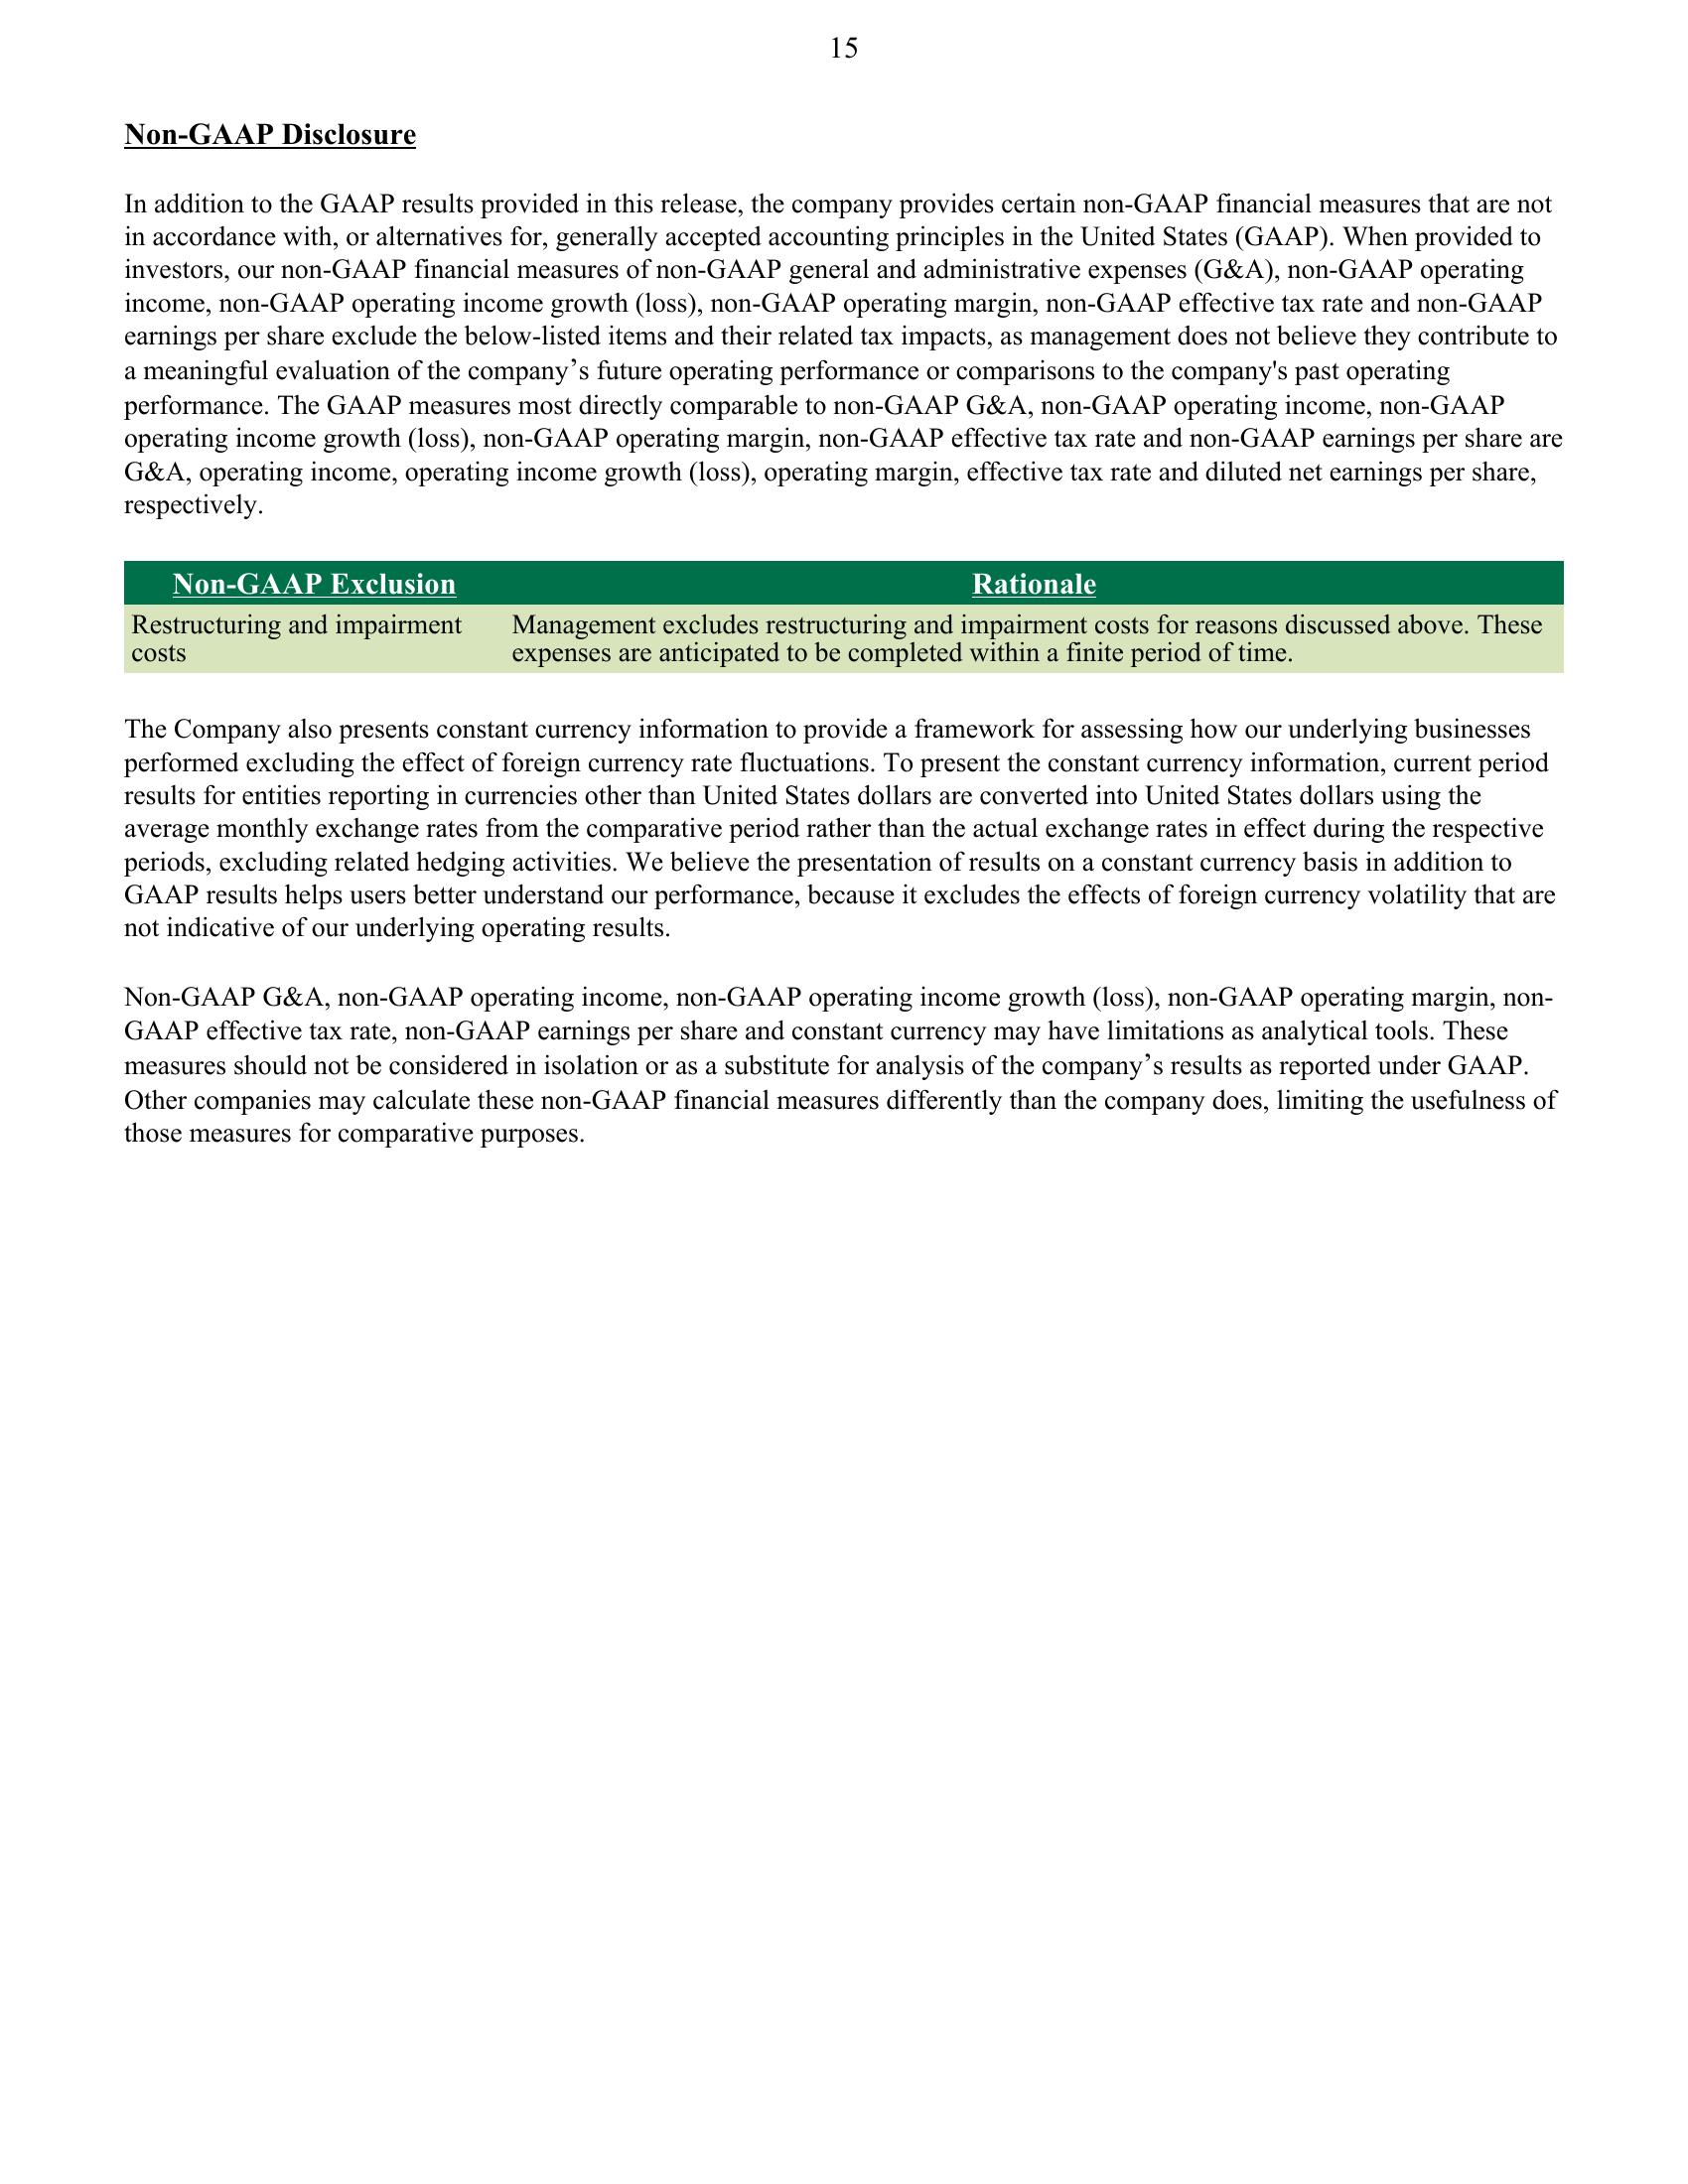 15
Non-GAAP Disclosure
In addition to the GAAP results provided in this release, the company provides certain non-GAAP financial measures that are not
in accordance with, or alternatives for, generally accepted accounting principles in the United States (GAAP). When provided to
investors, our non-GAAP financial measures of non-GAAP general and administrative expenses (G&A), non-GAAP operating
income, non-GAAP operating income growth (loss), non-GAAP operating margin, non-GAAP effective tax rate and non-GAAP
earnings per share exclude the below-listed items and their related tax impacts, as management does not believe they contribute to
a meaningful evaluation of the company’s future operating performance or comparisons to the company's past operating
performance. The GAAP measures most directly comparable to non-GAAP G&A, non-GAAP operating income, non-GAAP
operating income growth (loss), non-GAAP operating margin, non-GAAP effective tax rate and non-GAAP earnings per share are
G&A, operating income, operating income growth (loss), operating margin, effective tax rate and diluted net earnings per share,
respectively.
Non-GAAP Exclusion Rationale
Restructuring and impairment Management excludes restructuring and impairment costs for reasons discussed above. These
costs expenses are anticipated to be completed within a finite period of time.
The Company also presents constant currency information to provide a framework for assessing how our underlying businesses
performed excluding the effect of foreign currency rate fluctuations. To present the constant currency information, current period
results for entities reporting in currencies other than United States dollars are converted into United States dollars using the
average monthly exchange rates from the comparative period rather than the actual exchange rates in effect during the respective
periods, excluding related hedging activities. We believe the presentation of results on a constant currency basis in addition to
GAAP results helps users better understand our performance, because it excludes the effects of foreign currency volatility that are
not indicative of our underlying operating results.
Non-GAAP G&A, non-GAAP operating income, non-GAAP operating income growth (loss), non-GAAP operating margin, non-
GAAP effective tax rate, non-GAAP earnings per share and constant currency may have limitations as analytical tools. These
measures should not be considered in isolation or as a substitute for analysis of the company’s results as reported under GAAP.
Other companies may calculate these non-GAAP financial measures differently than the company does, limiting the usefulness of
those measures for comparative purposes.